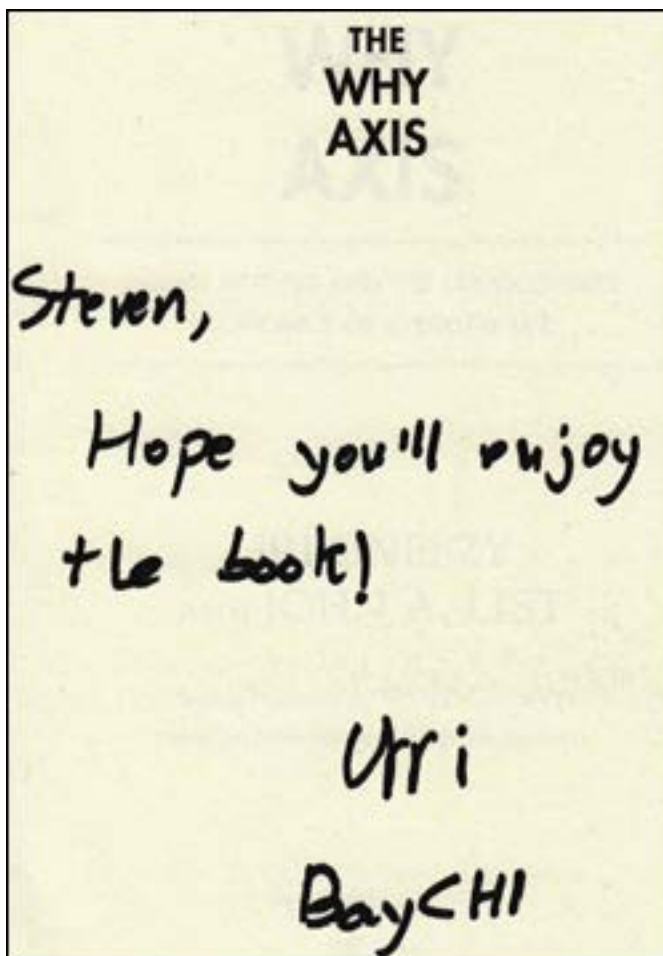 THE
WHY
AXIS
Steven,
Hope you'll enjoy
the book!
Uri
BayCHI